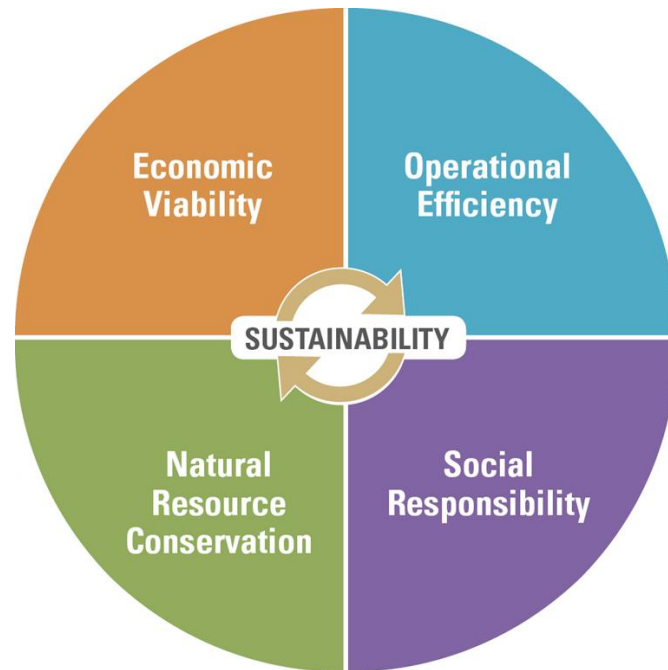 Economic
Viability
Operational
Efficiency
SUSTAINABILITY
Natural
Resource
Conservation
Social
Responsibility